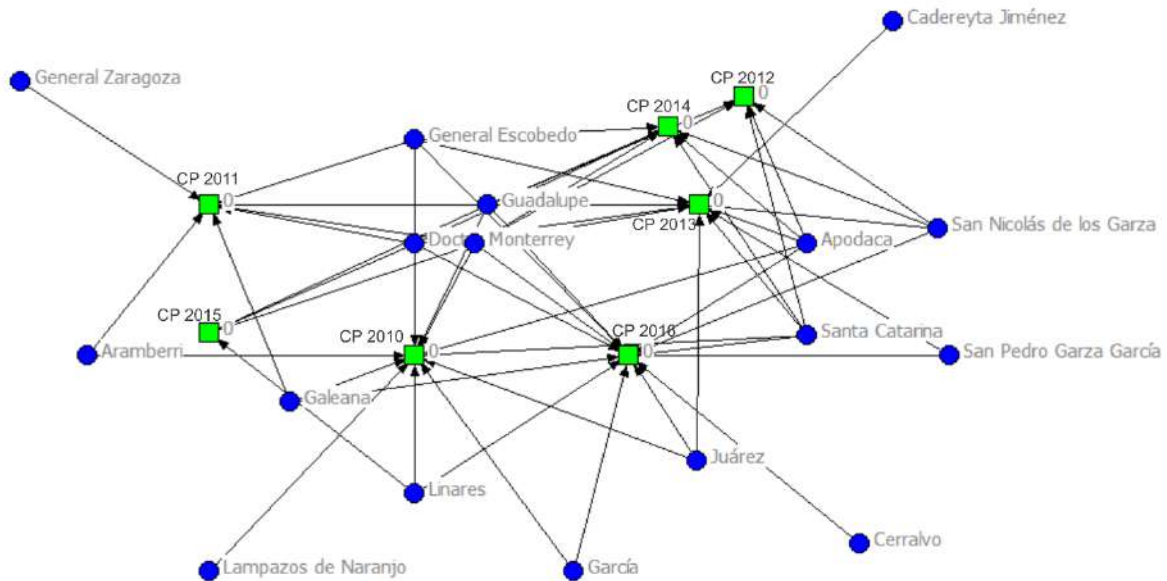 Cadereyta Jiménez
General Zaragoza
CP 2012
0
CP 2014
0
General Escobedo
CP 2011
0
Guadalupe
0
CP 2013
San Nicolás de los Garza
Doct
Monterrey
Apodaca
CP 2015
0
CP 2010
0
CP 2016
0
Santa Catarina
Aramberri
San Pedro Garza García
Galeana
Juárez
Linares
Cerralvo
Lampazos de Naranjo
García